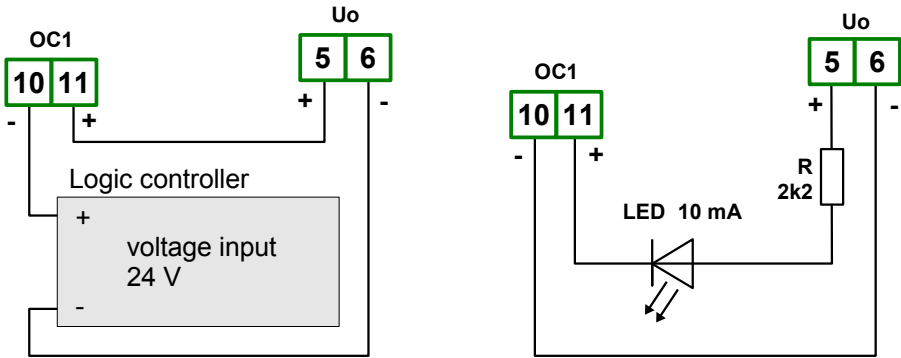 Uo
OC1
5 6
10 11
+ -
- +
Logic controller
+
voltage input
24 V
-
Uo
OC1
5 6
+ -
10 11
- +
R
2k2
LED 10 mA